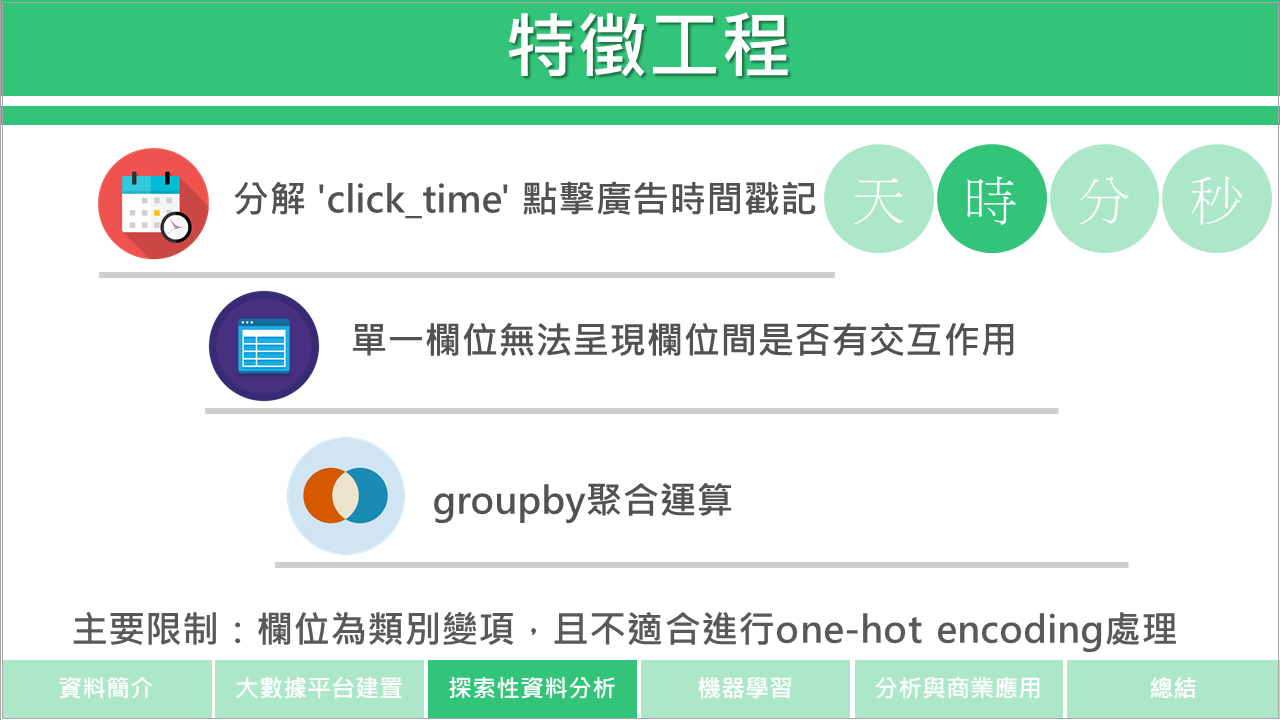 特徵工程
分解 'click_time' 點擊廣告時間戳記
天 時 分 秒
單一欄位無法呈現欄位間是否有交互作用
groupby聚合運算
主要限制：欄位為類別變項，且不適合進行one-hot encoding處理
資料簡介 大數據平台建置 探索性資料分析 機器學習 分析與商業應用 總結